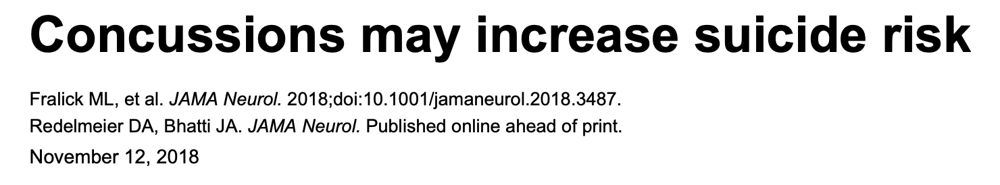 Concussions may increase suicide risk
Fralick ML, et al. JAMA Neurol. 2018;doi:10.1001/jamaneurol.2018.3487.
Redelmeier DA, Bhatti JA. JAMA Neurol. Published online ahead of print.
November 12, 2018